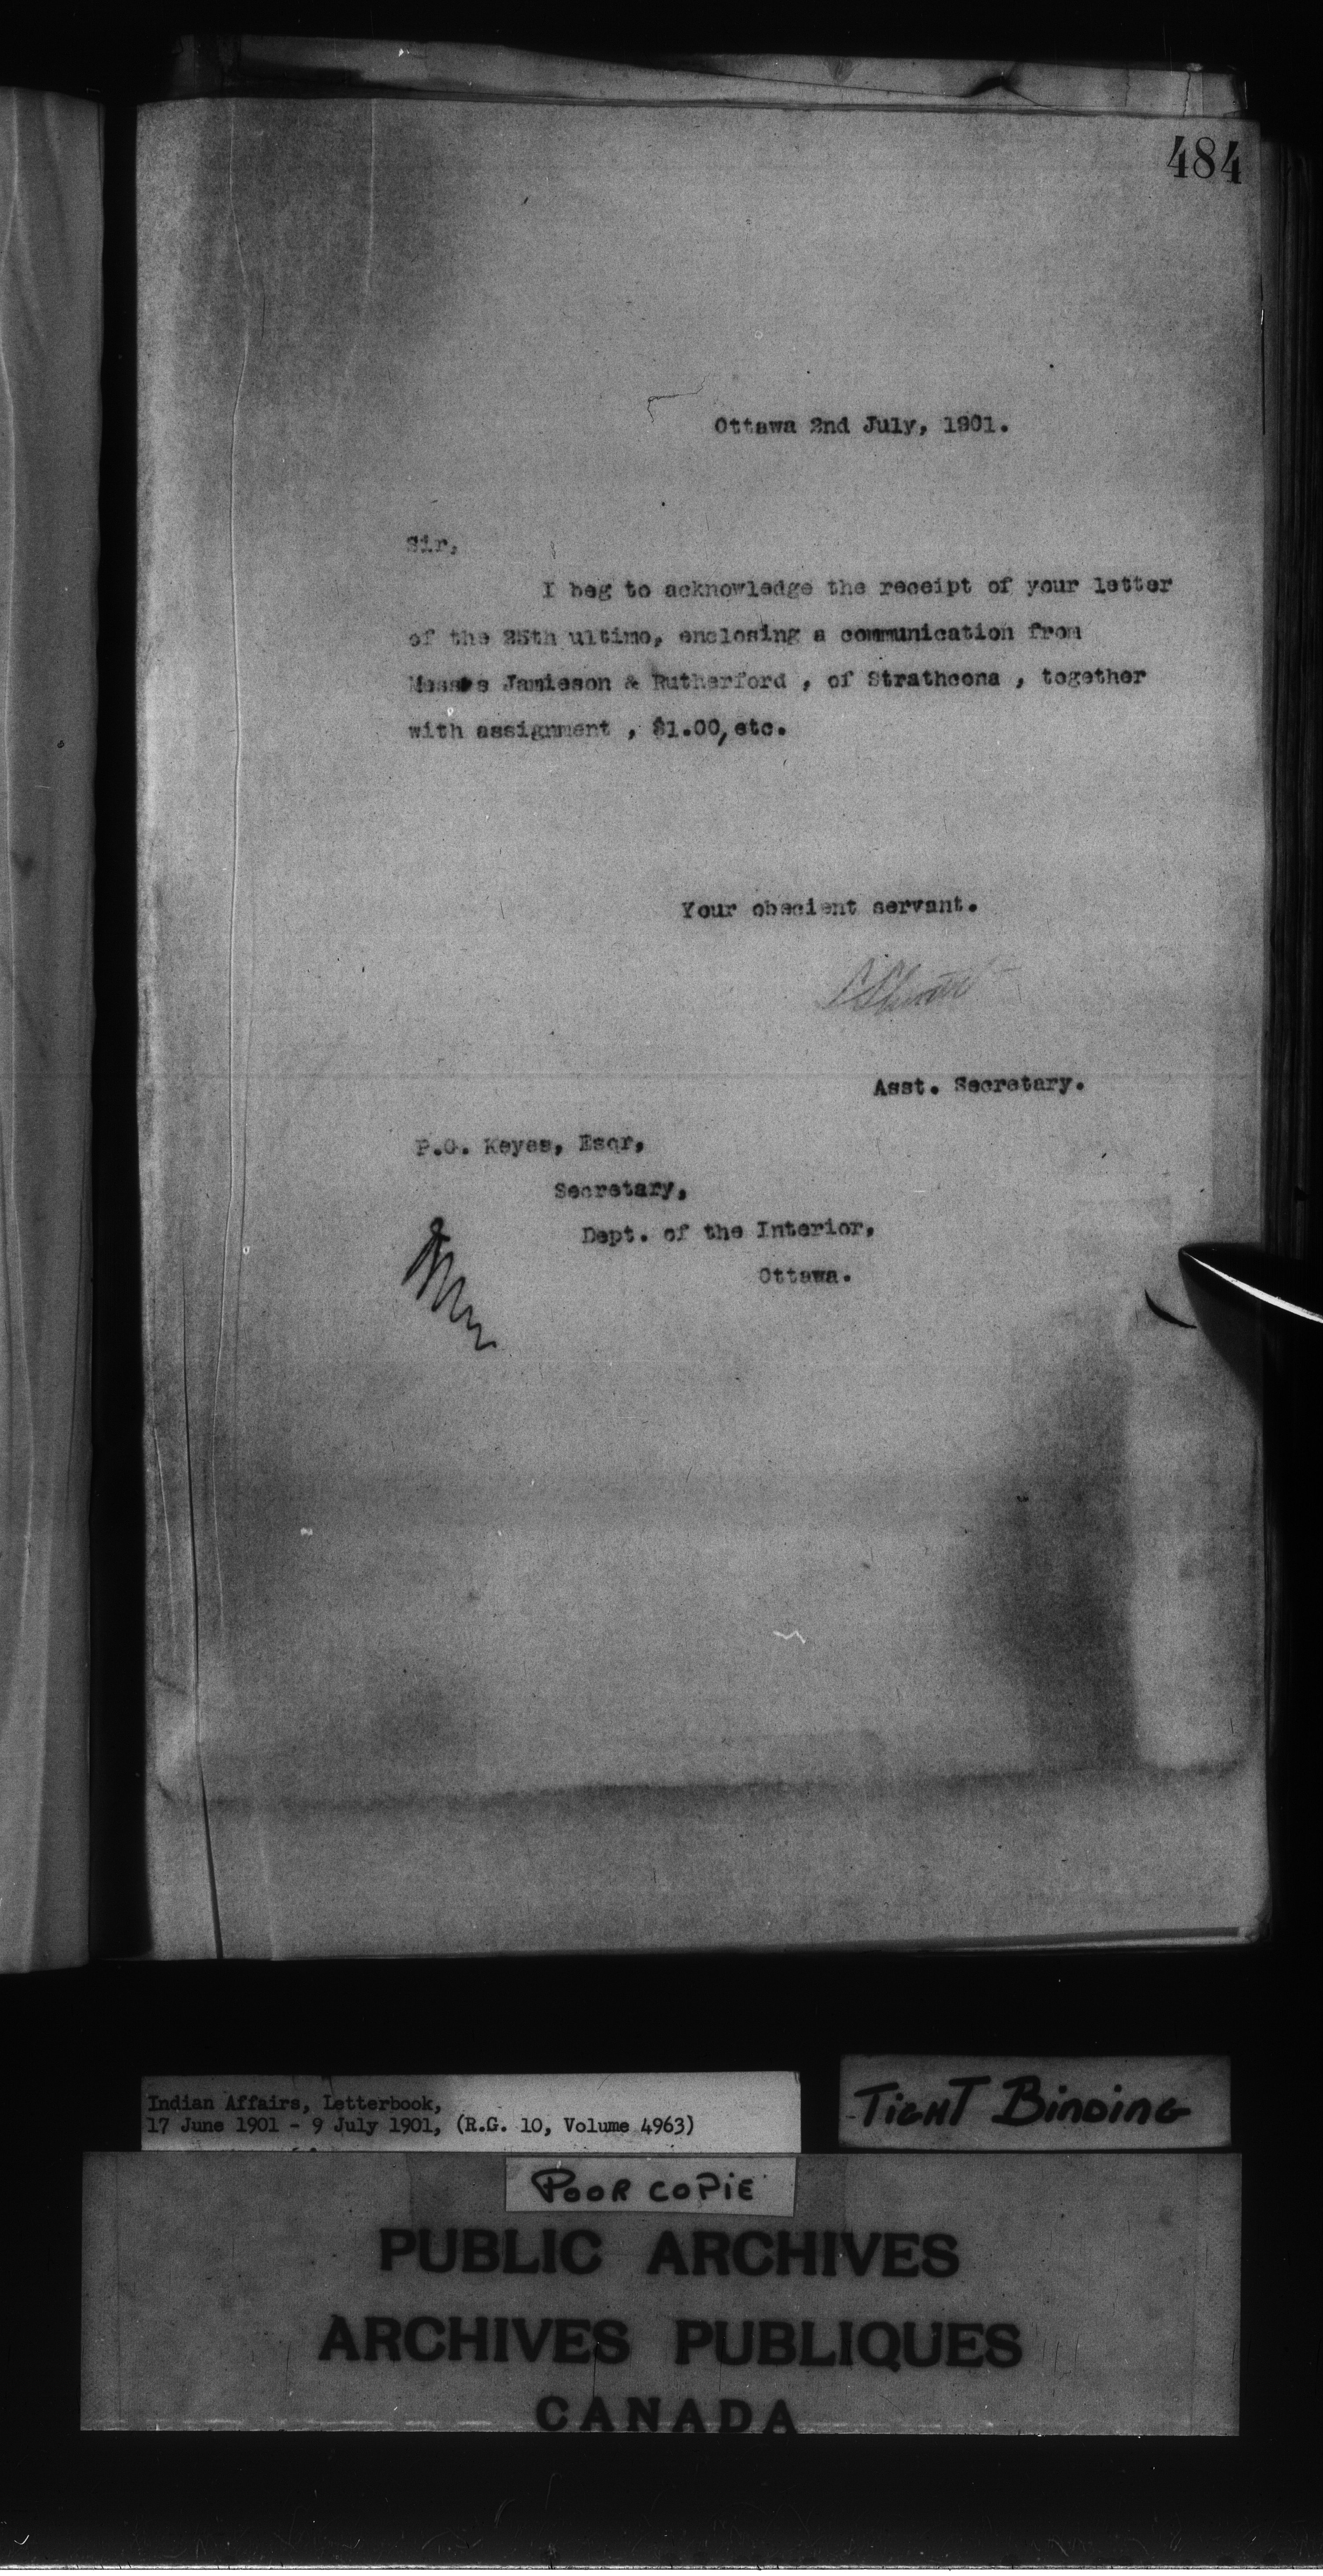 484
Ottawa 2nd July, 1901.
Sir,
I beg to acknowledge the receipt of your letter
of the 25th ultimo, enclosing a communication from
Messrs Jamieson & Rutherford , of Strathcona , together
with assignment , $1.00, etc.
Your obedient servant.
Asst. Secretary.
P.G. Keyes, Esqr,
Secretary,
Dept. of the Interior,
Ottawa.
Indian Affairs, Letterbook,
17 June 1901 - 9 July 1901, (R.G. 10, Volume 4963)
TIGHT BINDING
POOR COPIE
PUBLIC ARCHIVES
ARCHIVES PUBLIQUES
CANADA